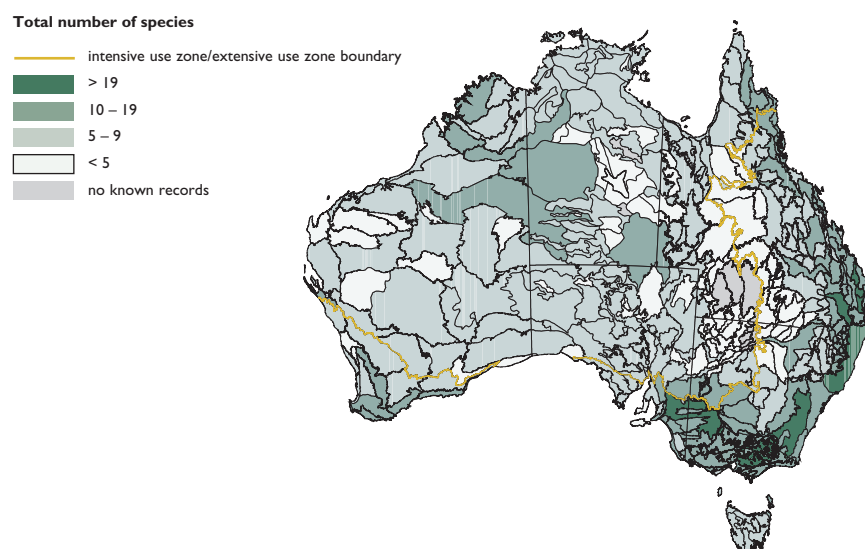 Total number of species
intensive use zone/extensive use zone boundary
> 19
10 – 19
5 – 9
< 5
no known records